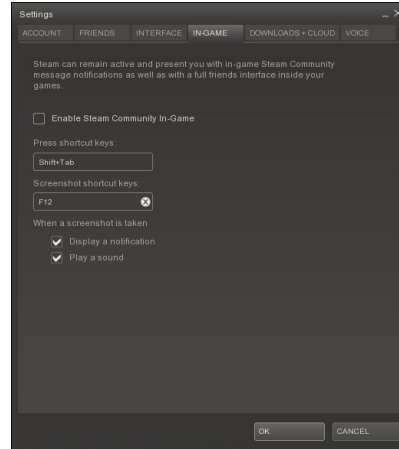 Settings
ACCOUNT FRIENDS INTERFACE IN-GAME DOWNLOADS + CLOUD VOICE
Steam can remain active and present you with in-game Steam Community
message notifications as well as with a full friends interface inside your
games.
Enable Steam Community In-Game
Press shortcut keys:
Shift+Tab
Screenshot shortcut keys:
F12
When a screenshot is taken
Display a notification
Play a sound
OK CANCEL